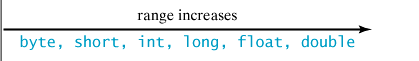 range increases
byte, short, int, long, float, double